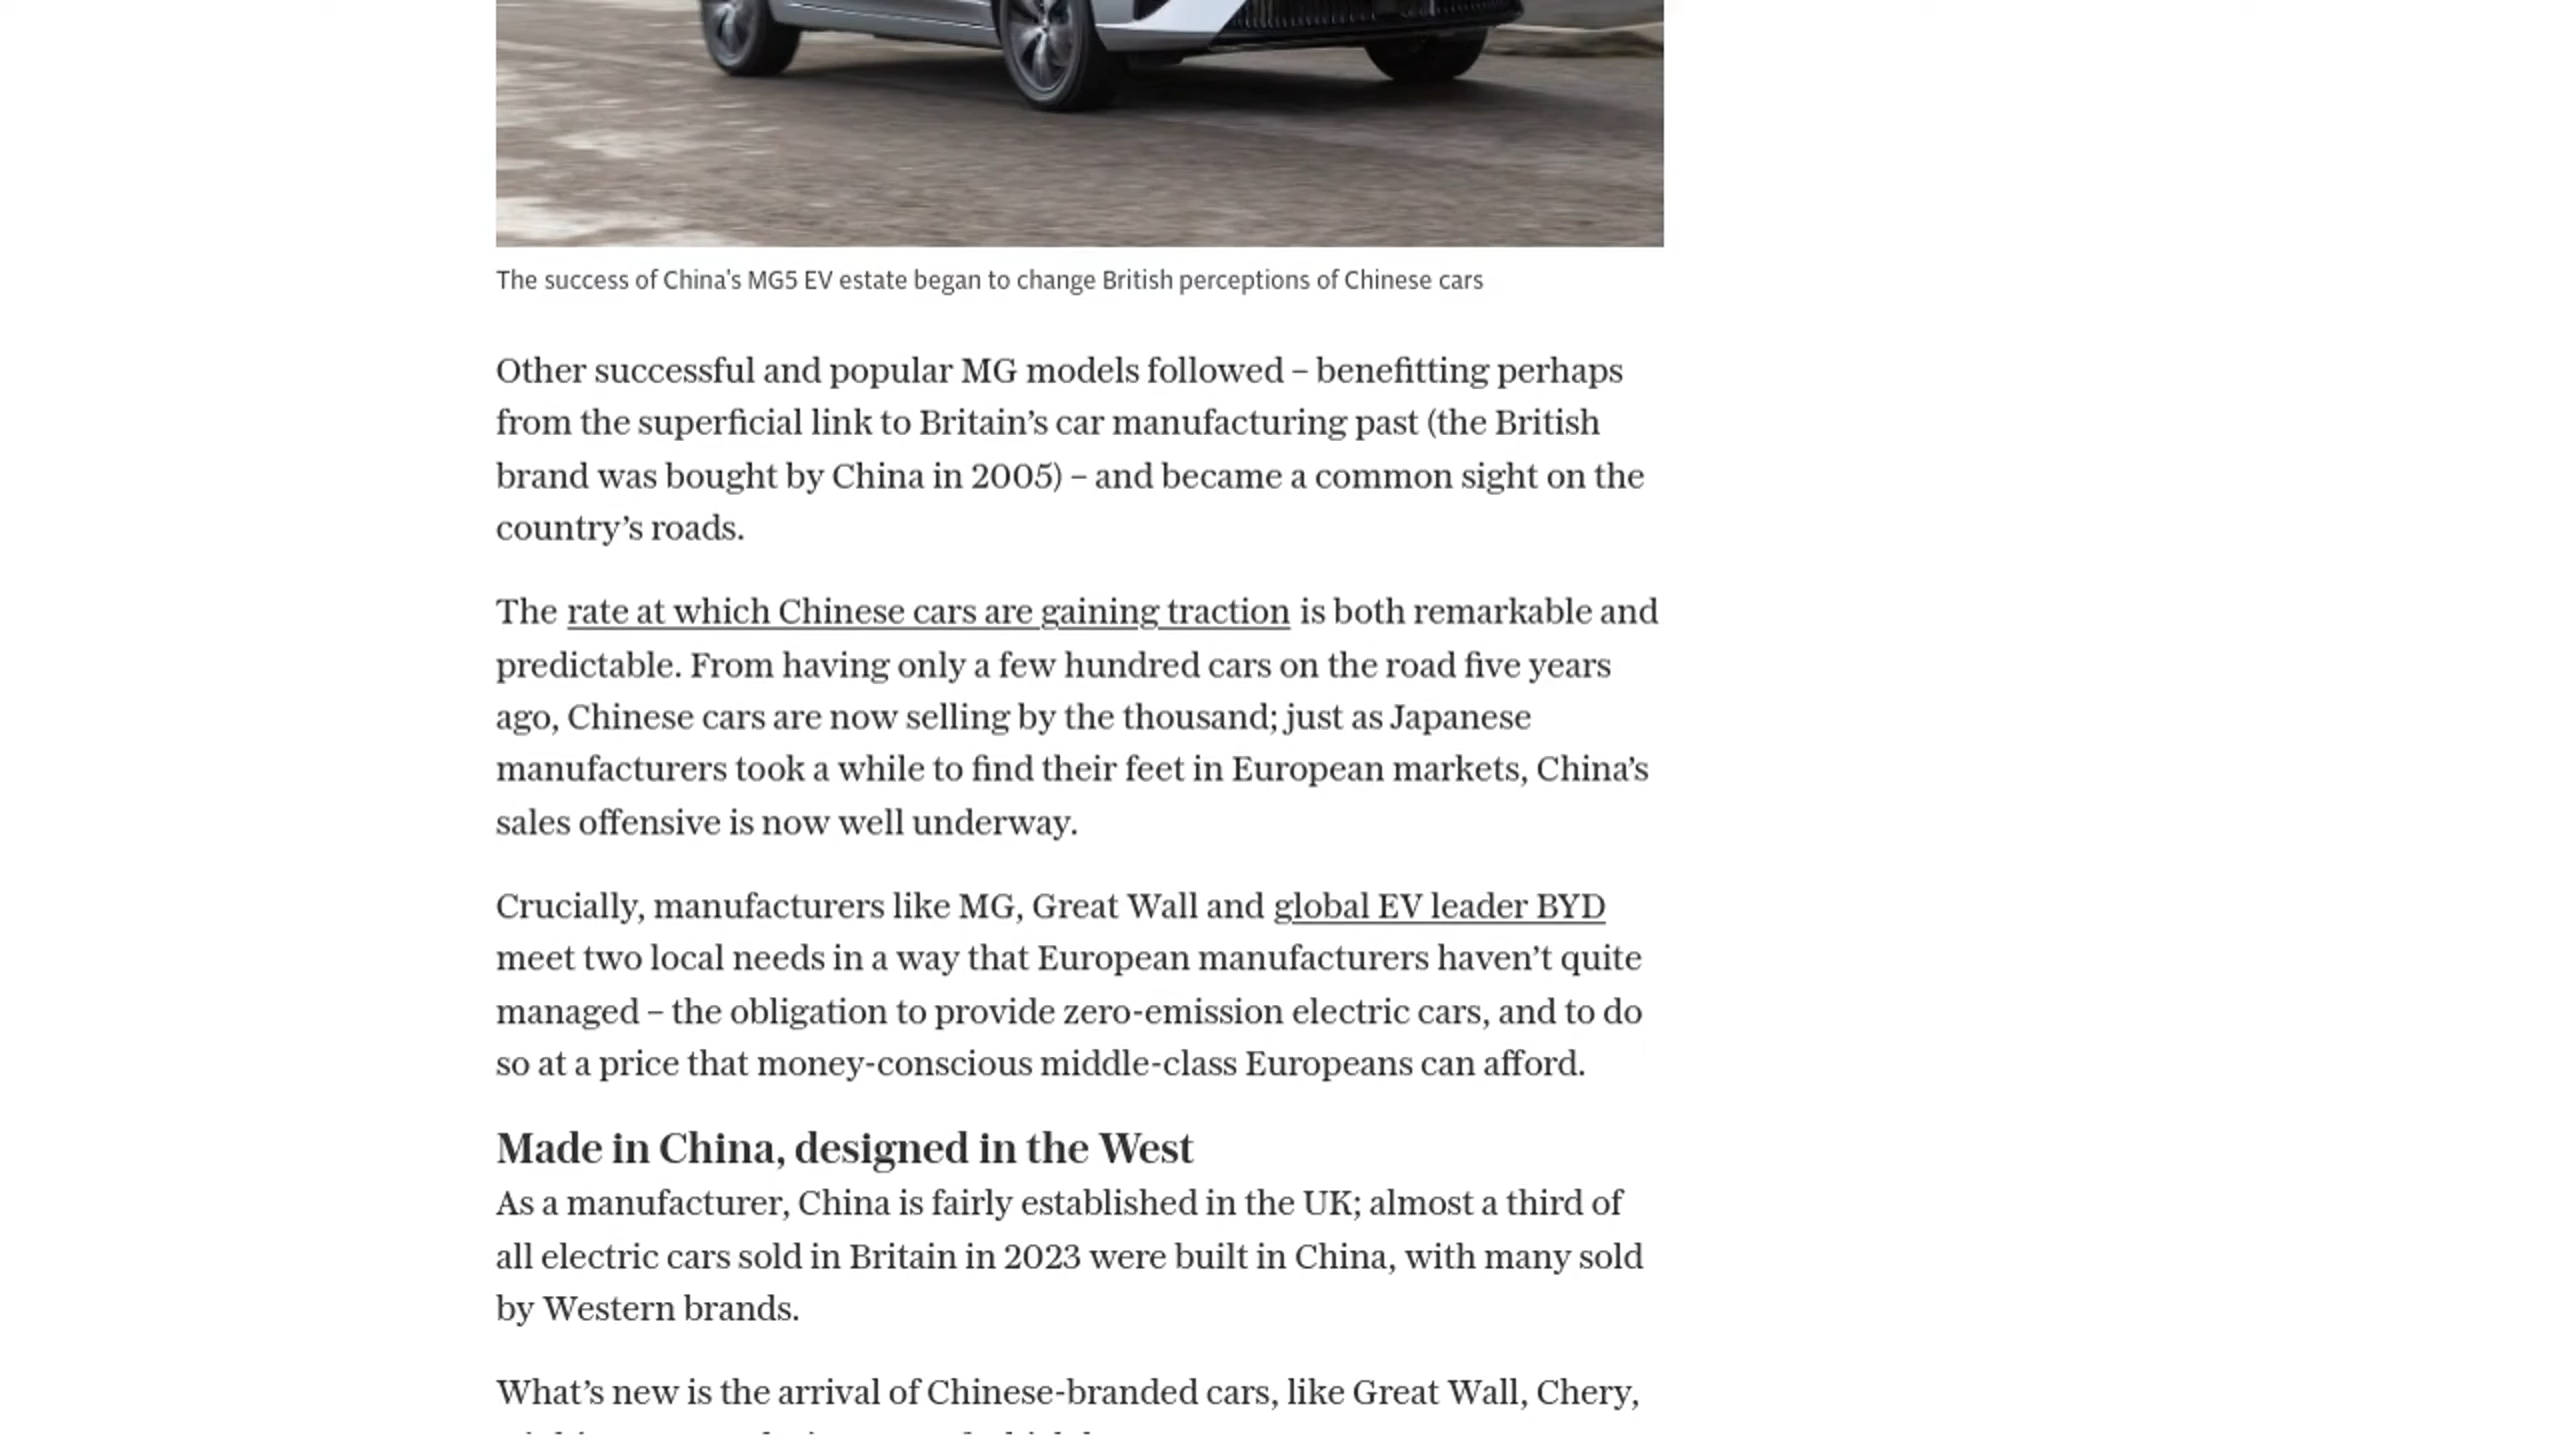 The success of China's MG5 EV estate began to change British perceptions of Chinese cars
Other successful and popular MG models followed – benefitting perhaps
from the superficial link to Britain’s car manufacturing past (the British
brand was bought by China in 2005) – and became a common sight on the
country’s roads.
The rate at which Chinese cars are gaining traction is both remarkable and
predictable. From having only a few hundred cars on the road five years
ago, Chinese cars are now selling by the thousand; just as Japanese
manufacturers took a while to find their feet in European markets, China’s
sales offensive is now well underway.
Crucially, manufacturers like MG, Great Wall and global EV leader BYD
meet two local needs in a way that European manufacturers haven’t quite
managed – the obligation to provide zero-emission electric cars, and to do
so at a price that money-conscious middle-class Europeans can afford.
Made in China, designed in the West
As a manufacturer, China is fairly established in the UK; almost a third of
all electric cars sold in Britain in 2023 were built in China, with many sold
by Western brands.
What’s new is the arrival of Chinese-branded cars, like Great Wall, Chery,